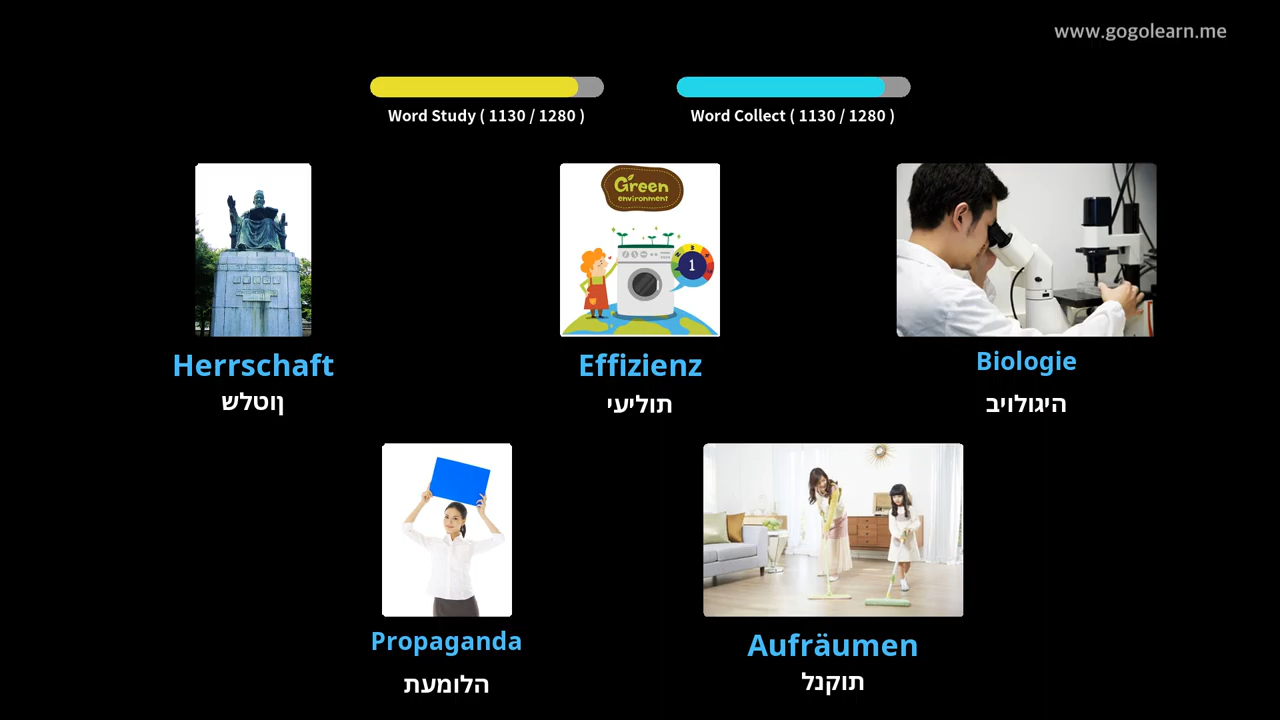 www.gogolearn.me
Word Study ( 1130 / 1280 )
Word Collect ( 1130 / 1280 )
Herrschaft
שלטון
Green
environment
1
Effizienz
יעילות
Biologie
ביולוגיה
Propaganda
תעמולה
Aufräumen
לנקות